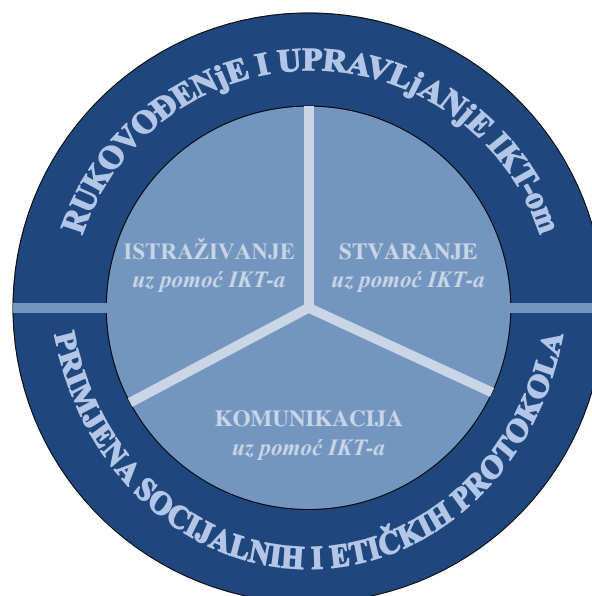 RUKOVOĐENjE I UPRAVLjANjE IKT-om
ISTRAŽIVANJE
uz pomoć IKT-a
STVARANJE
uz pomoć IKT-a
KOMUNIKACIJA
uz pomoć IKT-a
PRIMJENA SOCIJALNIH I ETIČKIH PROTOKOLA